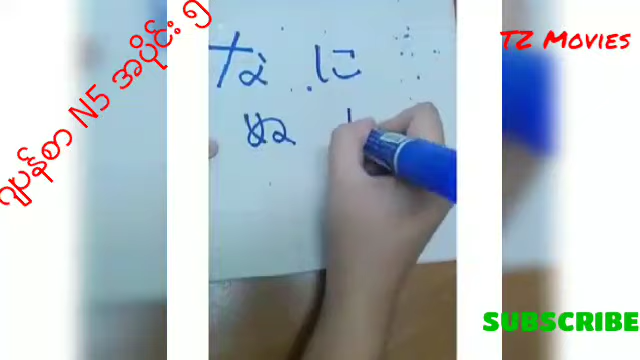 ဂျပန်စာ N5 အပိုင်း ၅
TZ Movies
な に
ぬ
SUBSCRIBE